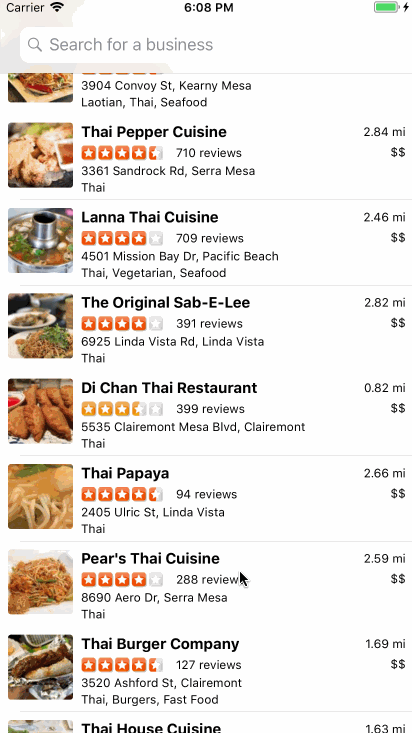 Carrier 6:08 PM
Search for a business
3904 Convoy St, Kearny Mesa
Laotian, Thai, Seafood
Thai Pepper Cuisine 2.84 mi
710 reviews $$
3361 Sandrock Rd, Serra Mesa
Thai
Lanna Thai Cuisine 2.46 mi
709 reviews $$
4501 Mission Bay Dr, Pacific Beach
Thai, Vegetarian, Seafood
The Original Sab-E-Lee 2.82 mi
391 reviews $$
6925 Linda Vista Rd, Linda Vista
Thai
Di Chan Thai Restaurant 0.82 mi
399 reviews $$
5535 Clairemont Mesa Blvd, Clairemont
Thai
Thai Papaya 2.66 mi
94 reviews $$
2405 Ulric St, Linda Vista
Thai
Pear's Thai Cuisine 2.59 mi
288 reviews $$
8690 Aero Dr, Serra Mesa
Thai
Thai Burger Company 1.69 mi
127 reviews $$
3520 Ashford St, Clairemont
Thai, Burgers, Fast Food
Thai House Cuisine 1.63 mi